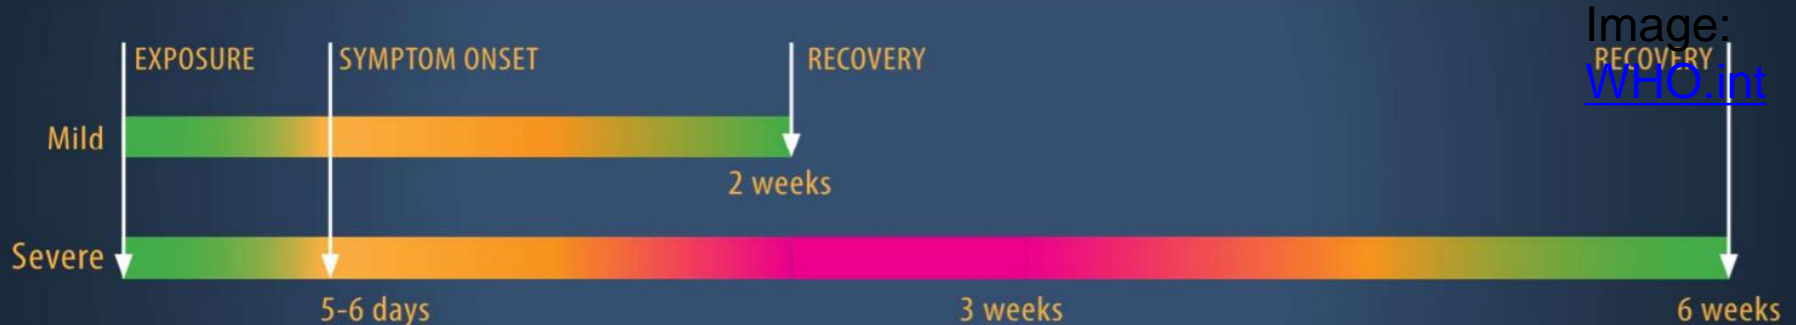 Image:
WHO.int
EXPOSURE
SYMPTOM ONSET
RECOVERY
RECOVERY
Mild
2 weeks
Severe
5-6 days
3 weeks
6 weeks